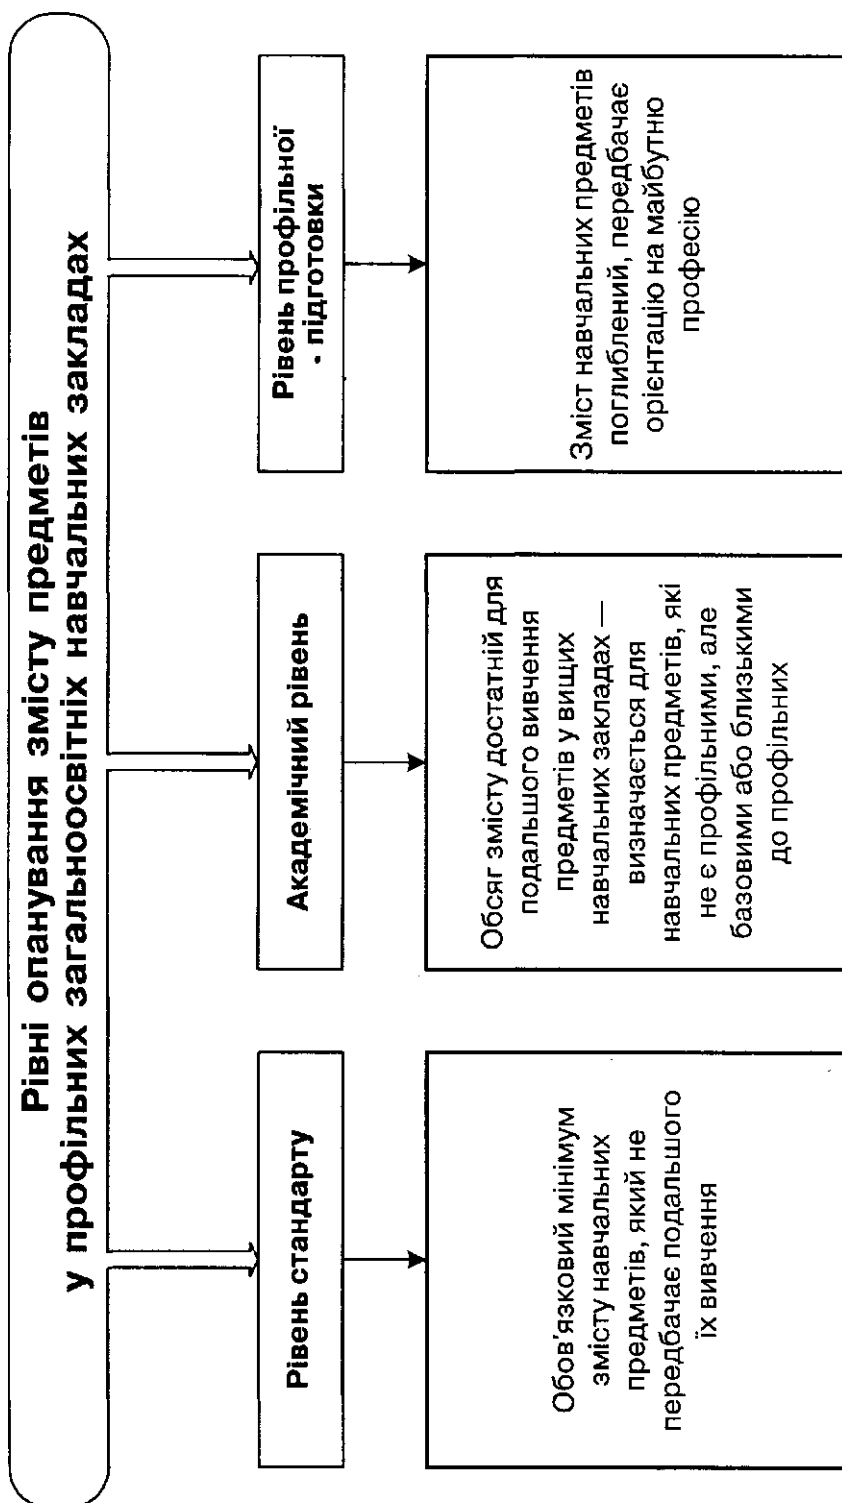 Рівні опанування змісту предметів
у профільних загальноосвітніх навчальних закладах
Рівень стандарту
Академічний рівень
Рівень профільної
- підготовки
Обов'язковий мінімум
змісту навчальних
предметів, який не
передбачає подальшого
їх вивчення
Обсяг змісту достатній для
подальшого вивчення
предметів у вищих
навчальних закладах —
визначається для
навчальних предметів, які
не є профільними, але
базовими або близькими
до профільних
Зміст навчальних предметів
поглиблений, передбачає
орієнтацію на майбутню
професію